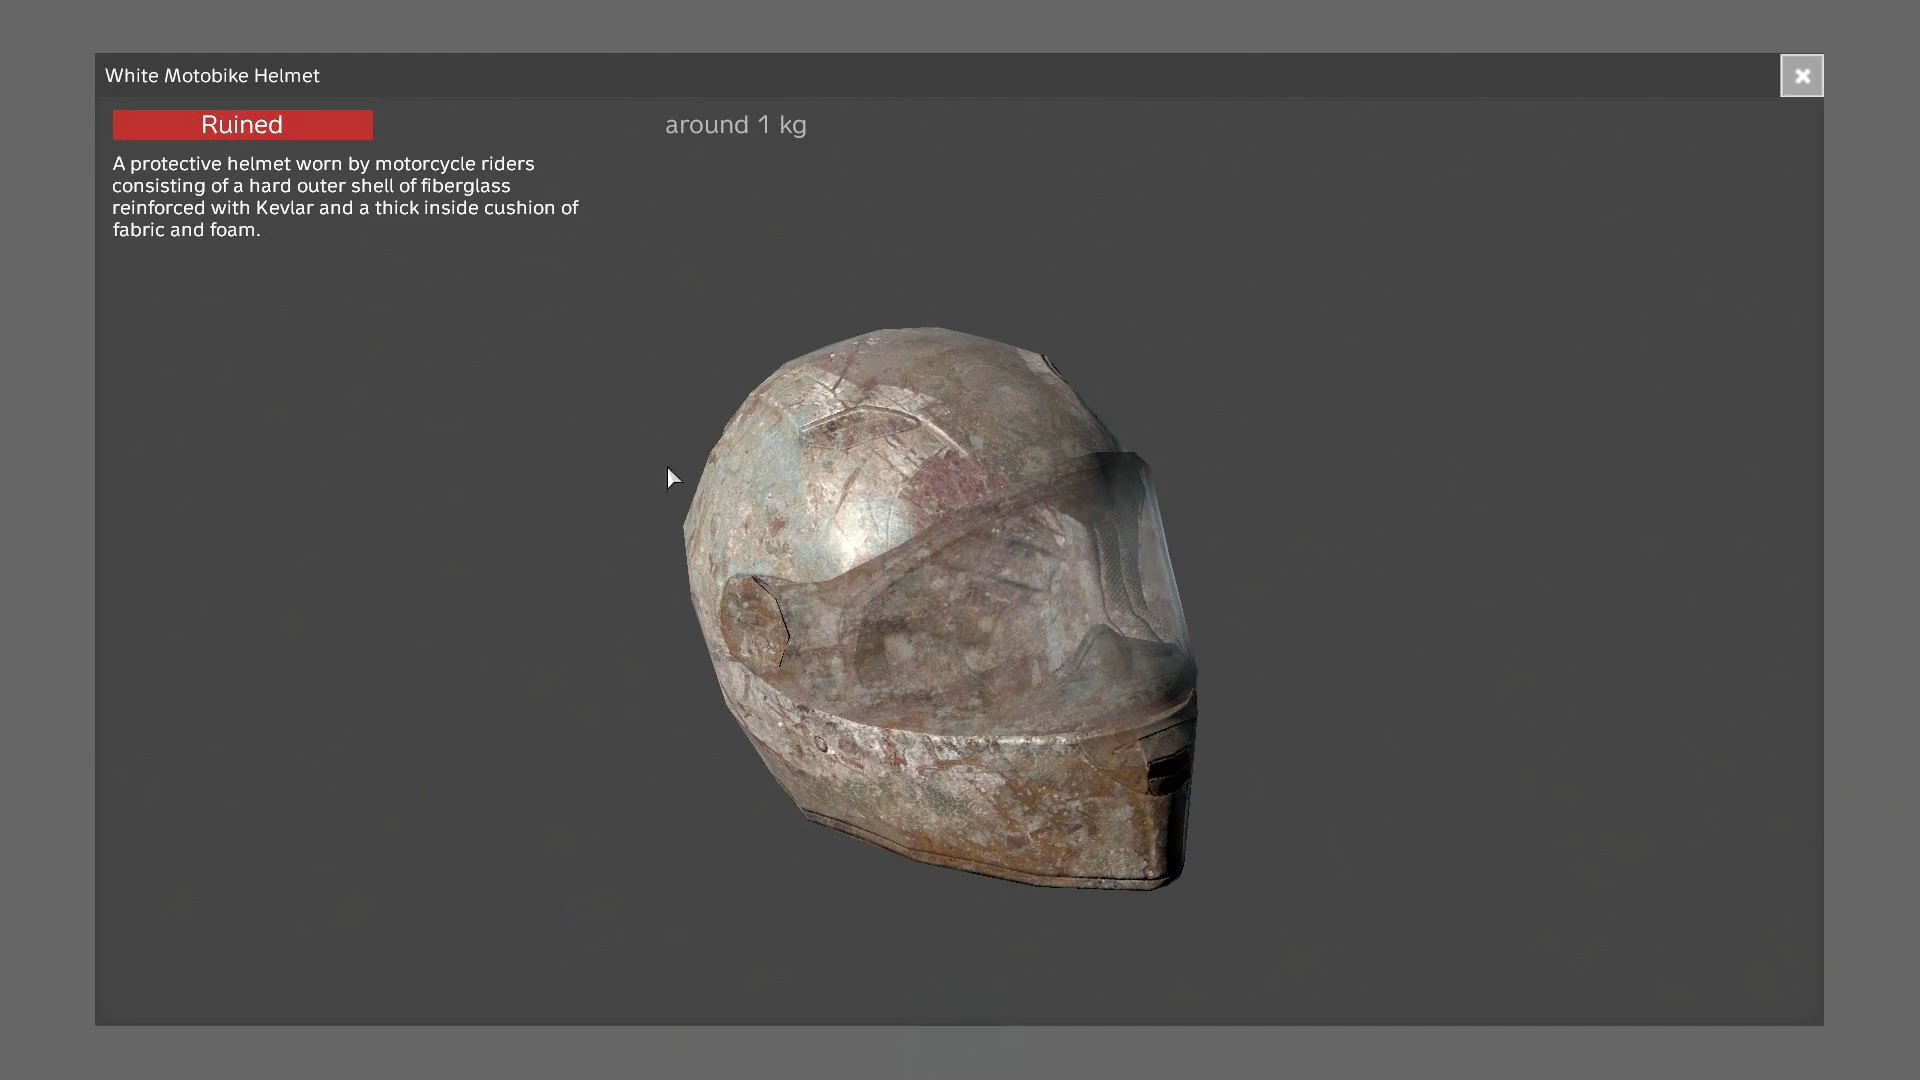 White Motobike Helmet
Ruined
around 1 kg
A protective helmet worn by motorcycle riders
consisting of a hard outer shell of fiberglass
reinforced with Kevlar and a thick inside cushion of
fabric and foam.